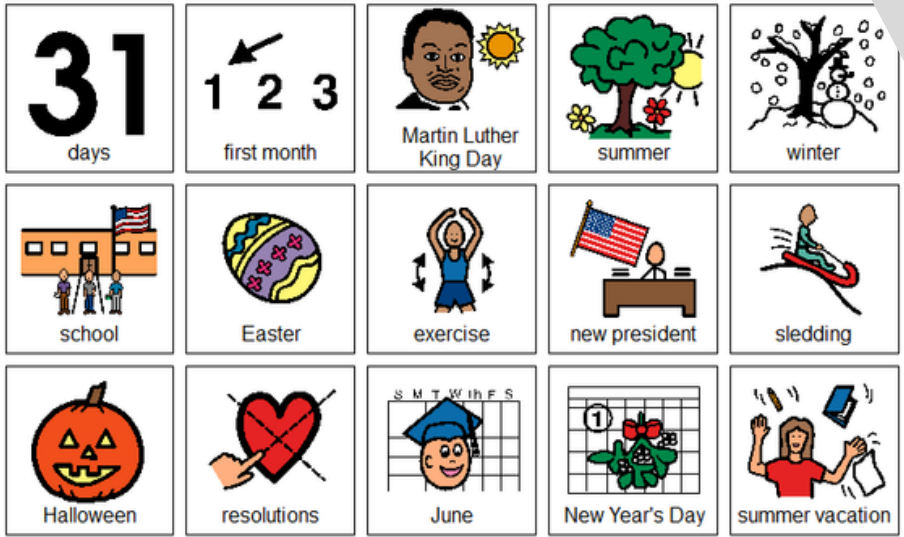 31
days
1 2 3
first month
Martin Luther
King Day
summer
winter
school
Easter
exercise
new president
sledding
Halloween
resolutions
S M T W th F S
June
1
New Year's Day
summer vacation